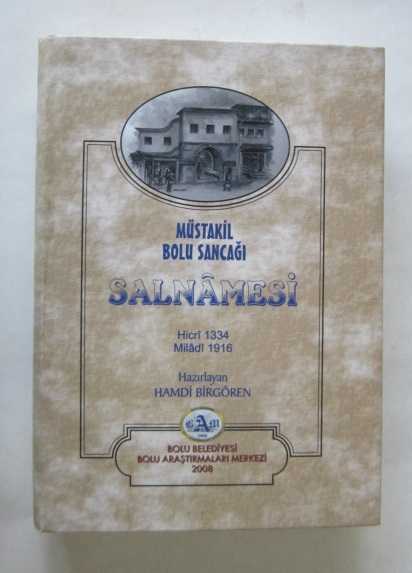 MÜSTAKİL
BOLU SANCAĞI
SALNÂMESİ
Hicrî 1334
Milâdî 1916
Hazırlayan
HAMDİ BİRGÖREN
BAM
BOLU BELEDİYESİ
BOLU ARAŞTIRMALARI MERKEZİ
2008